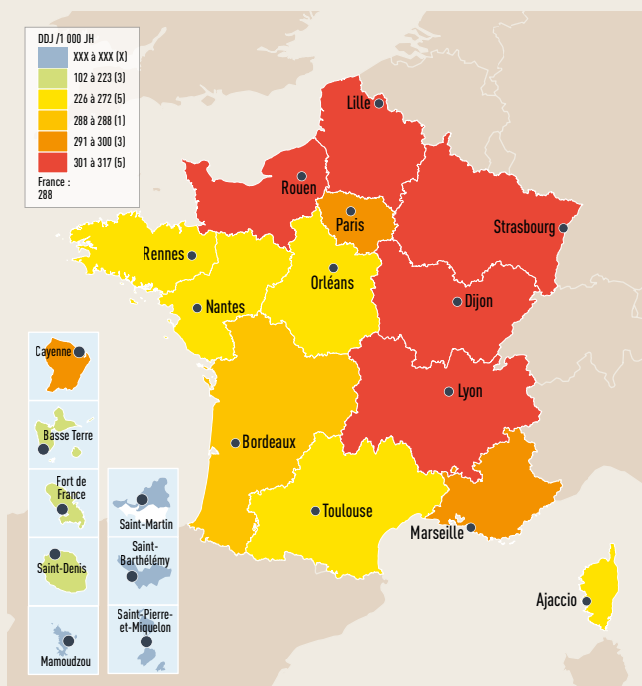 DDJ /1 000 JH
XXX à XXX (X)
102 à 223 (3)
226 à 272 (5)
288 à 288 (1)
291 à 300 (3)
301 à 317 (5)
France :
288
Lille
Rouen
Paris
Strasbourg
Rennes
Orléans
Nantes
Dijon
Lyon
Bordeaux
Toulouse
Marseille
Ajaccio
Cayenne
Basse Terre
Fort de
France
Saint-Martin
Saint-Denis
Saint-
Barthélémy
Saint-Pierre-
et-Miquelon
Mamoudzou